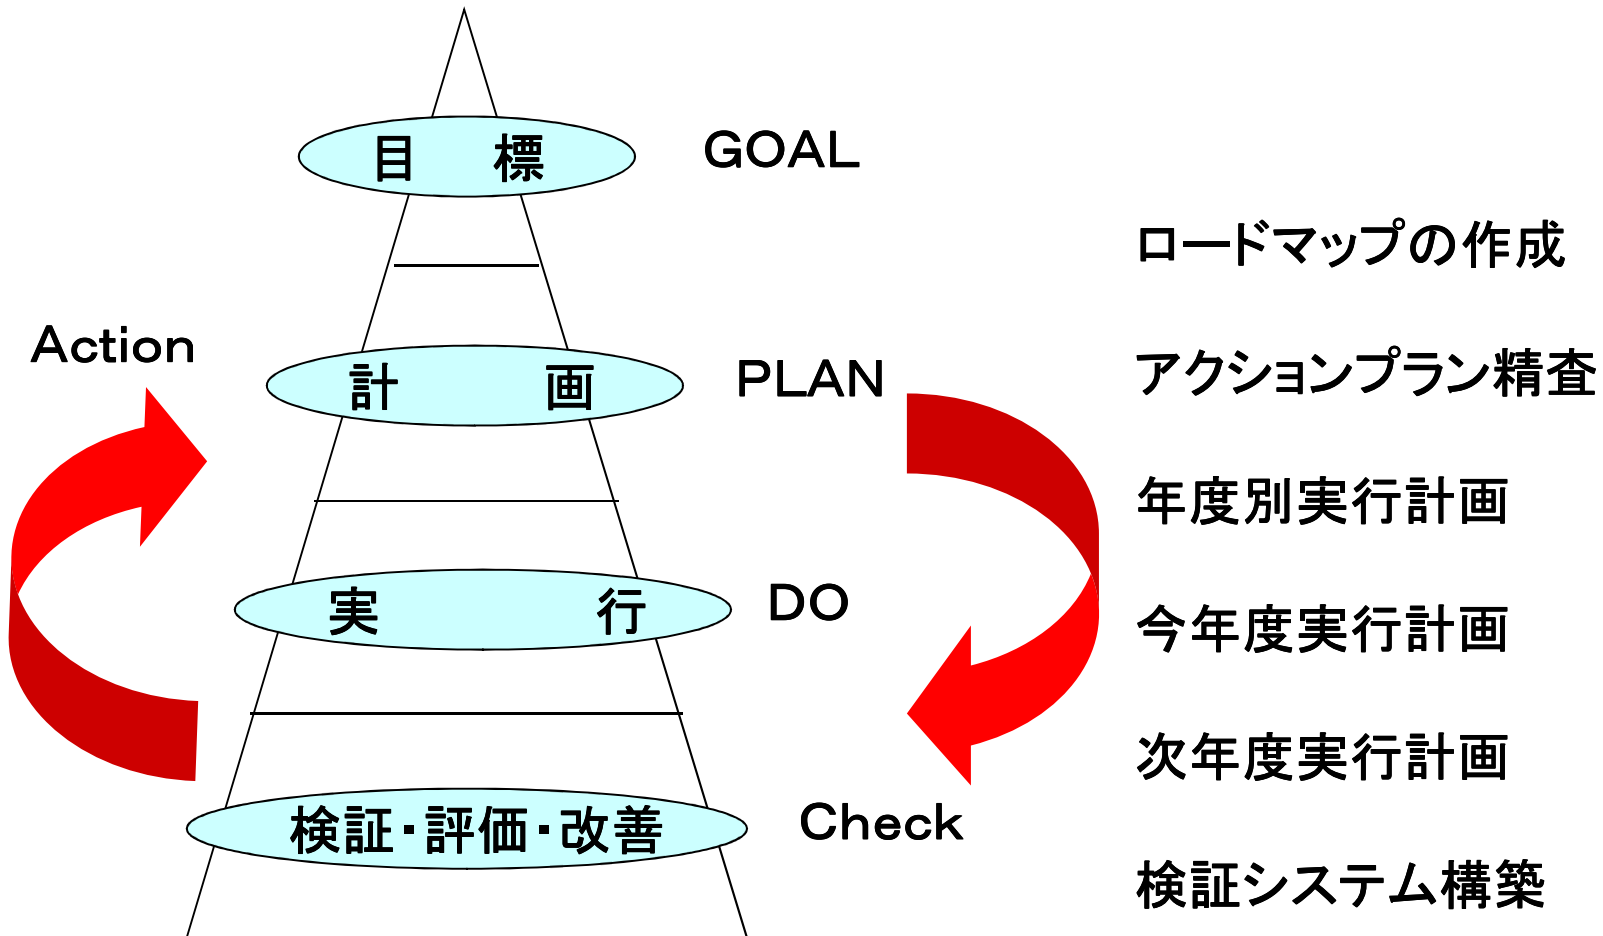 目 標
GOAL
ロードマップの作成
Action
計 画
PLAN
アクションプラン精査
年度別実行計画
実 行
DO
今年度実行計画
次年度実行計画
検証・評価・改善
Check
検証システム構築